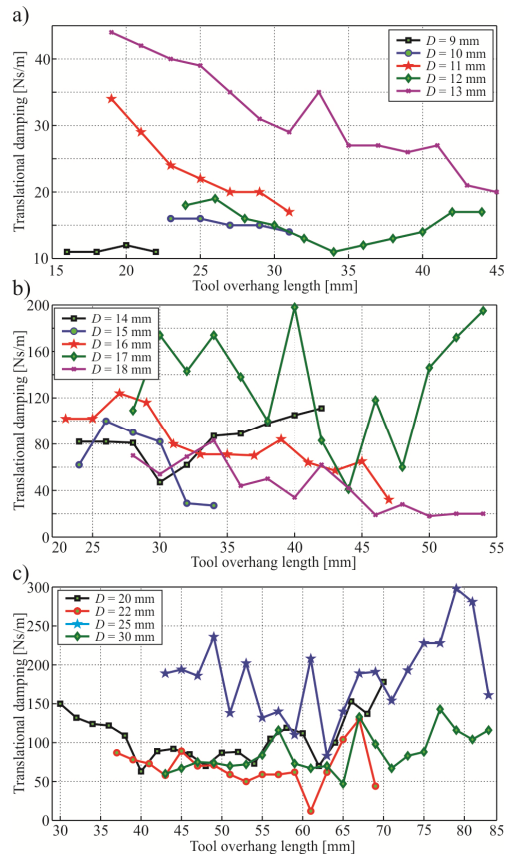 a)
Translational damping [Ns/m]
40
30
20
10
D = 9 mm
D = 10 mm
D = 11 mm
D = 12 mm
D = 13 mm
15 20 25 30 35 40 45
Tool overhang length [mm]
b)
Translational damping [Ns/m]
200
160
120
80
40
0
D = 14 mm
D = 15 mm
D = 16 mm
D = 17 mm
D = 18 mm
20 25 30 35 40 45 50 55
Tool overhang length [mm]
c)
Translational damping [Ns/m]
300
250
200
150
100
50
0
D = 20 mm
D = 22 mm
D = 25 mm
D = 30 mm
30 35 40 45 50 55 60 65 70 75 80 85
Tool overhang length [mm]